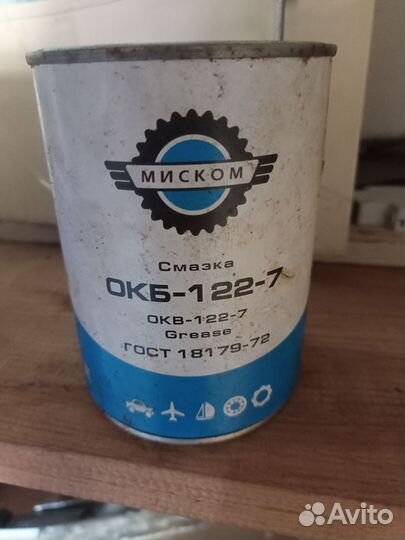 МИСКОМ
Смазка
ОКБ-122-7
OKB-122-7
Grease
ГОСТ 18179-72
Avito